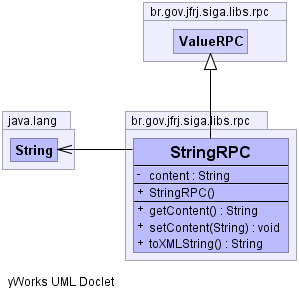 br.gov.jfrj.siga.libs.rpc
ValueRPC
java.lang
String
br.gov.jfrj.siga.libs.rpc
StringRPC
- content : String
+ StringRPC()
+ getContent() : String
+ setContent(String) : void
+ toXMLString() : String
yWorks UML Doclet